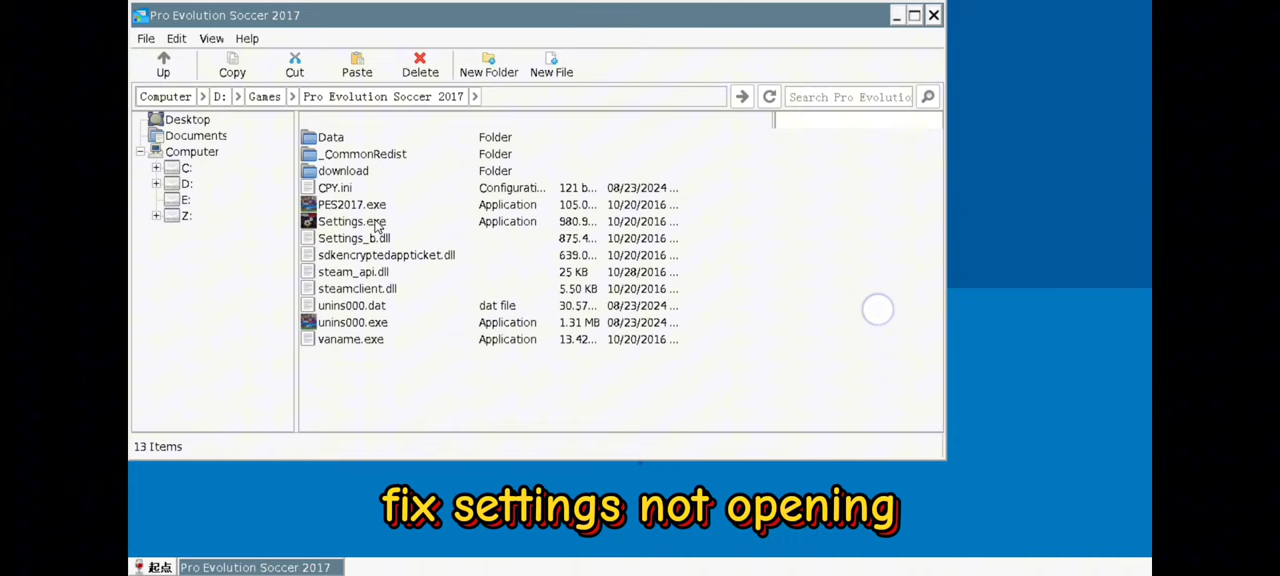 Pro Evolution Soccer 2017
File Edit View Help
Up Copy Cut Paste Delete New Folder New File
Computer D: Games Pro Evolution Soccer 2017 Search Pro Evolutio
Desktop
Documents
Computer
C:
D:
E:
Z:
Data Folder
_CommonRedist Folder
download Folder
CPY.ini Configurati... 121 b... 08/23/2024 ...
PES2017.exe Application 105.0... 10/20/2016 ...
Settings.exe Application 980.9... 10/20/2016 ...
Settings_b.dll 875.4... 10/20/2016 ...
sdkencryptedappticket.dll 639.0... 10/20/2016 ...
steam_api.dll 25 KB 10/28/2016 ...
steamclient.dll 5.50 KB 10/20/2016 ...
unins000.dat dat file 30.57... 08/23/2024 ...
unins000.exe Application 1.31 MB 08/23/2024 ...
vaname.exe Application 13.42... 10/20/2016 ...
13 Items
fix settings not opening
起点 Pro Evolution Soccer 2017